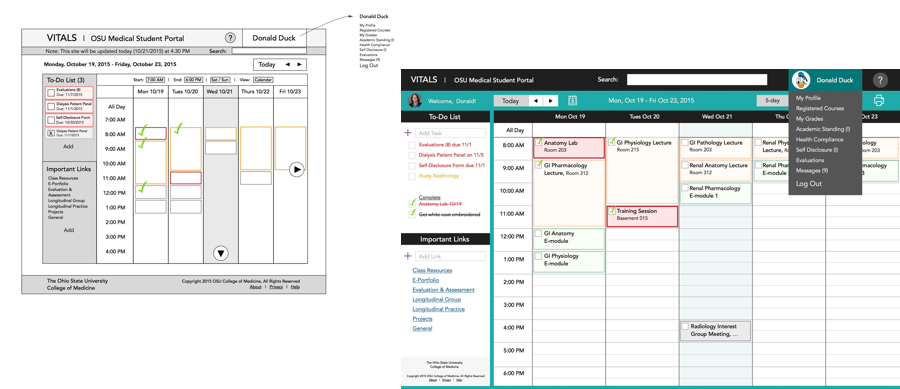 Donald Duck
My Profile
Registered Courses
My Grades
Academic Standing (I)
Health Compliance
Self Disclosure (I)
Evaluations
Messages (9)
Log Out
VITALS | OSU Medical Student Portal
?
Donald Duck
Note: This site will be updated today (10/21/2015) at 4:30 PM
Search:
Monday, October 19, 2015 - Friday, October 23, 2015
Today
To-Do List (3)
Evaluations (8)
Due: 11/1/2015
Dialysis Patient Panel
Due: 11/1/2015
Self-Disclosure Form
Due: 10/30/2015
Dialysis Patient Panel
Due: 11/1/2015
Add
Important Links
Class Resources
E-Portfolio
Evaluation &
Assessment
Longitudinal Group
Longitudinal Practice
Projects
General
Add
Start: 7:00 AM | End: 6:00 PM | Sat / Sun | View: Calendar
Mon 10/19
Tues 10/20
Wed 10/21
Thurs 10/22
Fri 10/23
All Day
7:00 AM
8:00 AM
9:00 AM
10:00 AM
11:00 AM
12:00 PM
1:00 PM
2:00 PM
3:00 PM
4:00 PM
The Ohio State University
College of Medicine
Copyright 2015 OSU College of Medicine, All Rights Reserved
About | Privacy | Help
VITALS | OSU Medical Student Portal
Search:
Donald Duck
?
Welcome, Donald!
Today
Mon, Oct 19 - Fri Oct 23, 2015
5-day
My Profile
Registered Courses
My Grades
Academic Standing (I)
Health Compliance
Self Disclosure (I)
Evaluations
Messages (9)
Log Out
To-Do List
Add Task
Evaluations (8) due 11/1
Dialysis Patient Panel on 11/5
Self-Disclosure Form due 11/1
Study Nephrology
Complete
Anatomy Lab 10/19
Get white coat embroidered
Important Links
Add Link
Class Resources
E-Portfolio
Evaluation & Assessment
Longitudinal Group
Longitudinal Practice
Projects
General
The Ohio State University
College of Medicine
Copyright 2015 OSU College of Medicine, All Rights Reserved
About | Privacy | Help
Mon Oct 19
Tues Oct 20
Wed Oct 21
Thu
Oct 23
All Day
8:00 AM
9:00 AM
10:00 AM
11:00 AM
12:00 PM
1:00 PM
2:00 PM
3:00 PM
4:00 PM
5:00 PM
6:00 PM
Anatomy Lab
Room 203
GI Pharmacology
Lecture, Room 312
GI Anatomy
E-module
GI Physiology
E-module
GI Physiology Lecture
Room 215
Training Session
Basement 015
GI Pathology Lecture
Room 312
Renal Anatomy Lecture
Room 312
Renal Pharmacology
E-module 1
Radiology Interest
Group Meeting, ...
Renal Phys
Lecture, R
Renal Phar
E-module